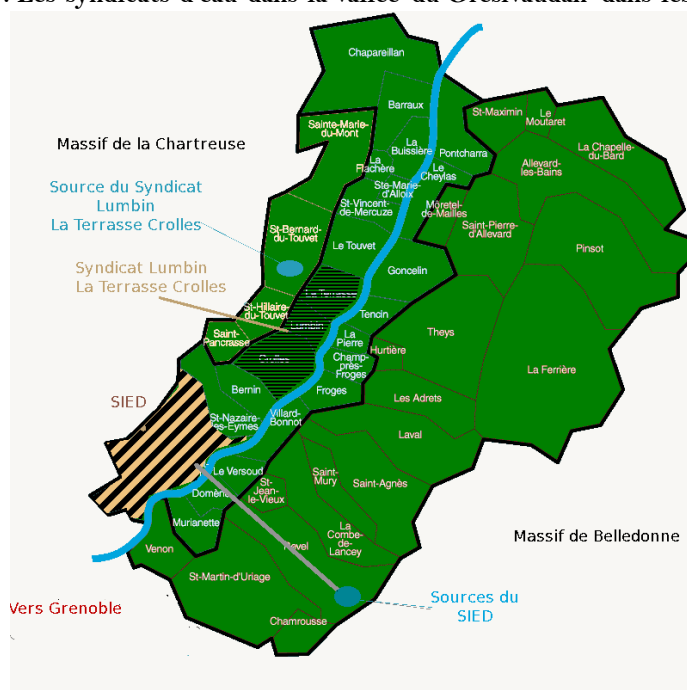 . Les syndicats d'eau dans la vallée du Grésivaudan dans les
Chapareillan
Barraux
St-Maximin
Le
Moutaret
La Chapelle-
du-Bard
Sainte-Marie-
du-Mont
Massif de la Chartreuse
La
Buissière
Pontcharra
La
Flachère
Le
Cheylas
Allevard-
les-Bains
Source du Syndicat
Lumbin
La Terrasse Crolles
Ste-Marie-
d'Alloix
St-Vincent-
de-Mercuze
Morêtel-
de-Mailles
Saint-Pierre-
d'Allevard
St-Bernard-
du-Touvet
Le Touvet
Pinsot
Goncelin
Syndicat Lumbin
La Terrasse Crolles
La Terrasse
St-Hillaire-
du-Touvet
Tencin
Lumbin
Theys
Saint-
Pancrasse
La
Pierre
Hurtière
Crolles
Champ-
près-
Froges
La Ferrière
Bernin
Froges
Les Adrets
SIED
St-Nazaire-
les-Eymes
Villard-
Bonnot
Laval
Le Versoud
St-
Jean-
le-Vieux
Saint-
Mury
Saint-Agnès
Domène
Murianette
La
Combe-
de-
Lancey
Massif de Belledonne
Venon
Revel
St-Martin-d'Uriage
Sources du
SIED
Vers Grenoble
Chamrousse